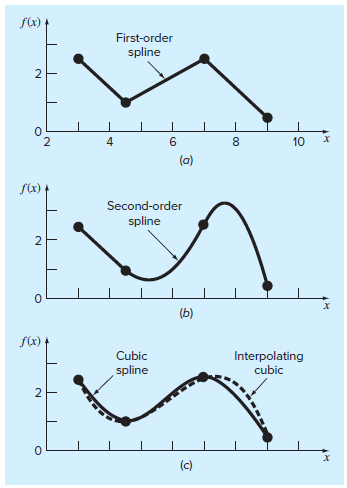 f(x)
First-order
spline
2
0
2
4
6
8
10
x
(a)
f(x)
Second-order
spline
2
0
x
(b)
f(x)
Cubic
spline
Interpolating
cubic
2
0
x
(c)